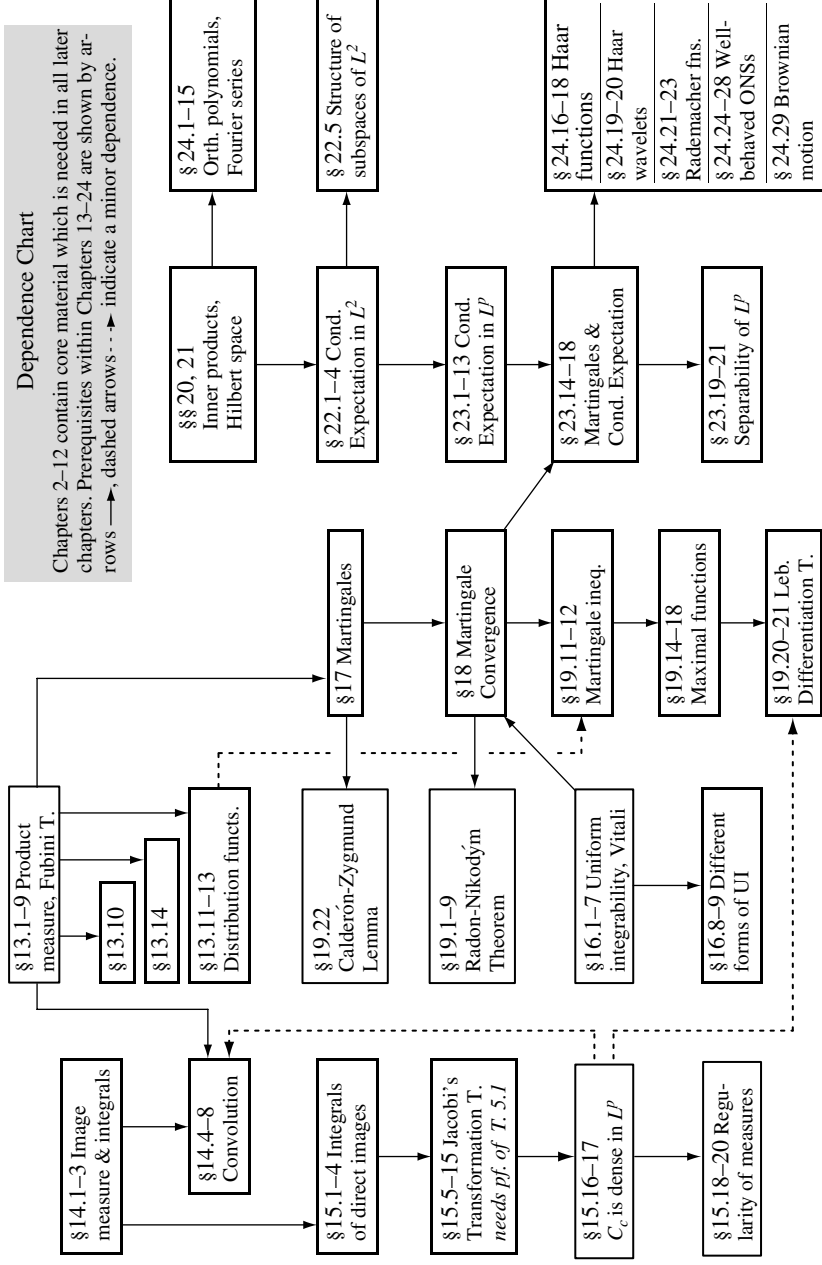 Dependence Chart
Chapters 2–12 contain core material which is needed in all later
chapters. Prerequisites within Chapters 13–24 are shown by ar-
rows ⟶, dashed arrows - - ➤ indicate a minor dependence.
§14.1–3 Image
measure & integrals
§14.4–8
Convolution
§15.1–4 Integrals
of direct images
§15.5–15 Jacobi’s
Transformation T.
needs pf. of T. 5.1
§15.16–17
C_c is dense in L^p
§15.18–20 Regu-
larity of measures
§13.1–9 Product
measure, Fubini T.
§13.10
§13.14
§13.11–13
Distribution functs.
§19.22
Calderón-Zygmund
Lemma
§19.1–9
Radon-Nikodým
Theorem
§16.1–7 Uniform
integrability, Vitali
§16.8–9 Different
forms of UI
§17 Martingales
§18 Martingale
Convergence
§19.11–12
Martingale ineq.
§19.14–18
Maximal functions
§19.20–21 Leb.
Differentiation T.
§§20, 21
Inner products,
Hilbert space
§22.1–4 Cond.
Expectation in L²
§23.1–13 Cond.
Expectation in L^p
§23.14–18
Martingales &
Cond. Expectation
§23.19–21
Separability of L^p
§24.1–15
Orth. polynomials,
Fourier series
§22.5 Structure of
subspaces of L²
§24.16–18 Haar
functions
§24.19–20 Haar
wavelets
§24.21–23
Rademacher fns.
§24.24–28 Well-
behaved ONSs
§24.29 Brownian
motion